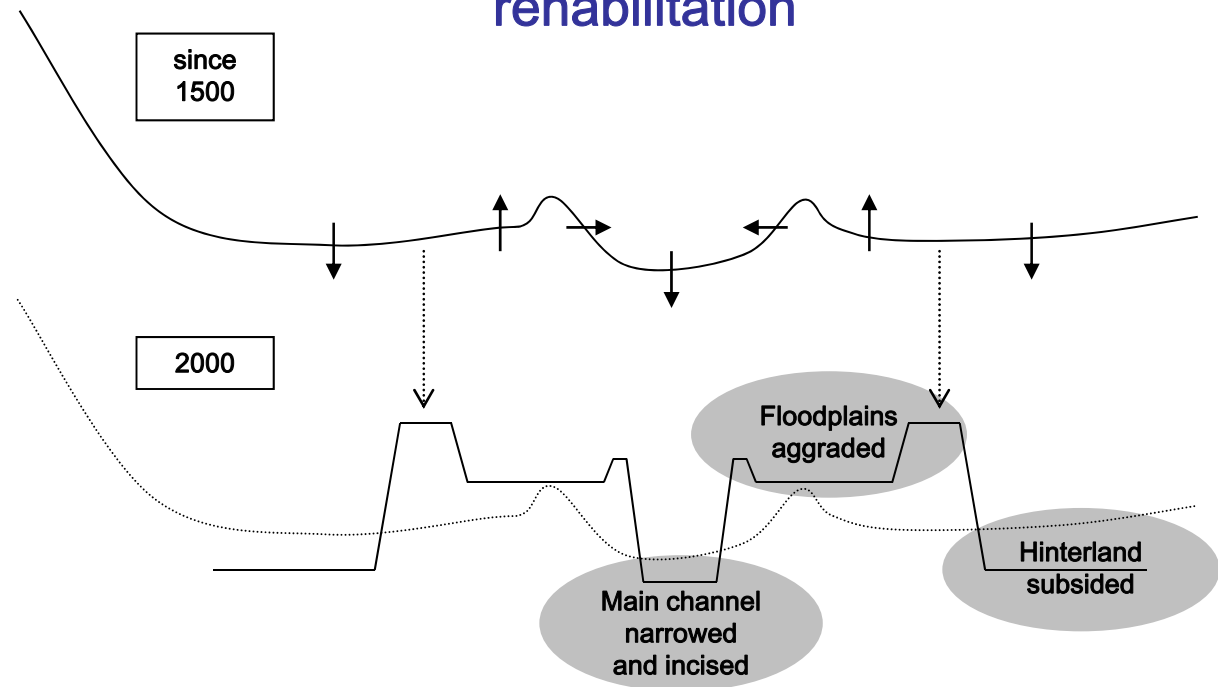 rehabilitation
since
1500
2000
Floodplains
aggraded
Hinterland
subsided
Main channel
narrowed
and incised